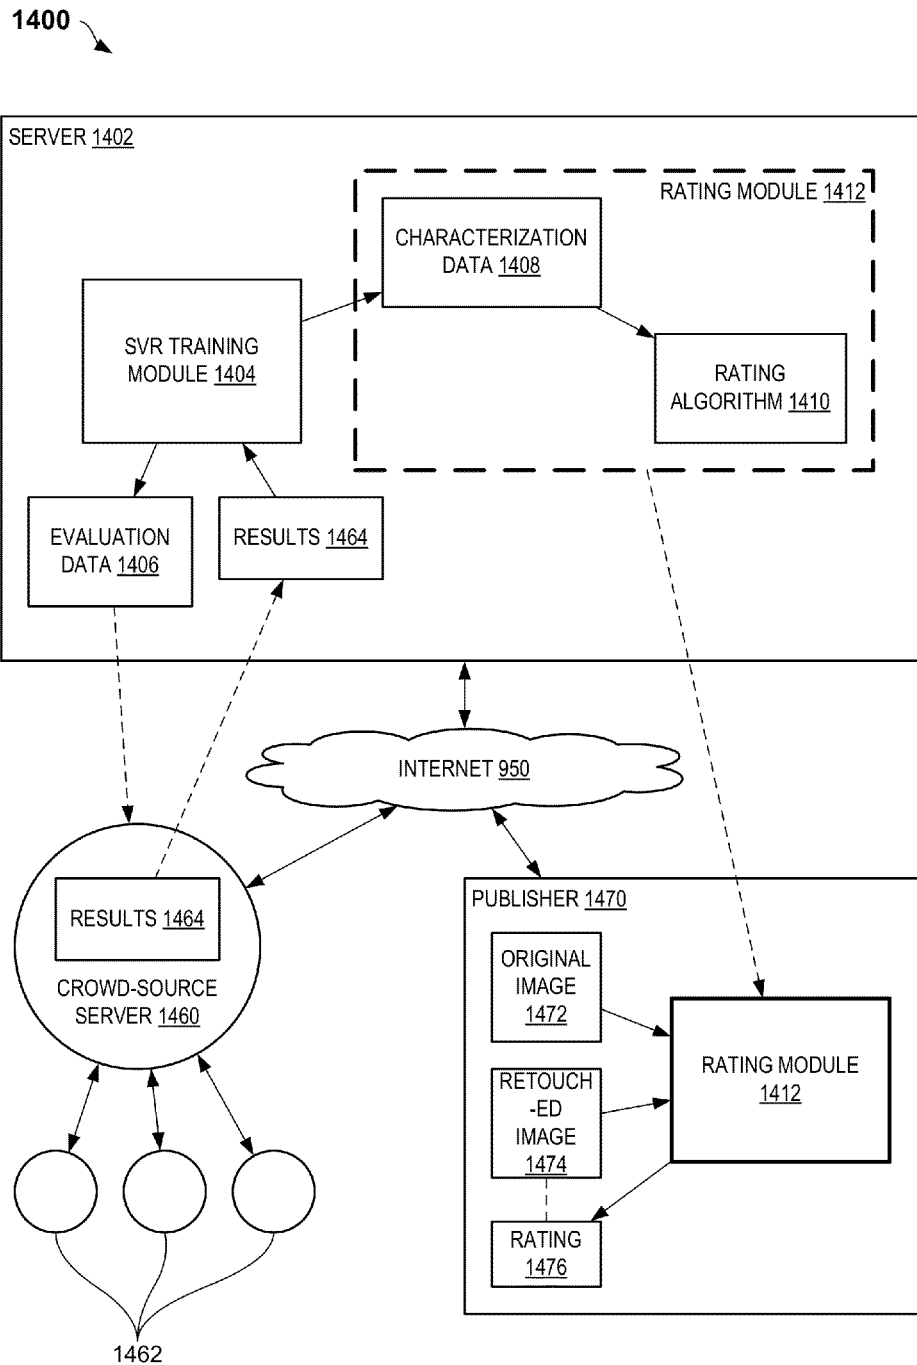 1400
SERVER 1402
RATING MODULE 1412
CHARACTERIZATION
DATA 1408
SVR TRAINING
MODULE 1404
RATING
ALGORITHM 1410
EVALUATION
DATA 1406
RESULTS 1464
INTERNET 950
RESULTS 1464
CROWD-SOURCE
SERVER 1460
PUBLISHER 1470
ORIGINAL
IMAGE
1472
RETOUCH
-ED IMAGE
1474
RATING MODULE
1412
RATING
1476
1462